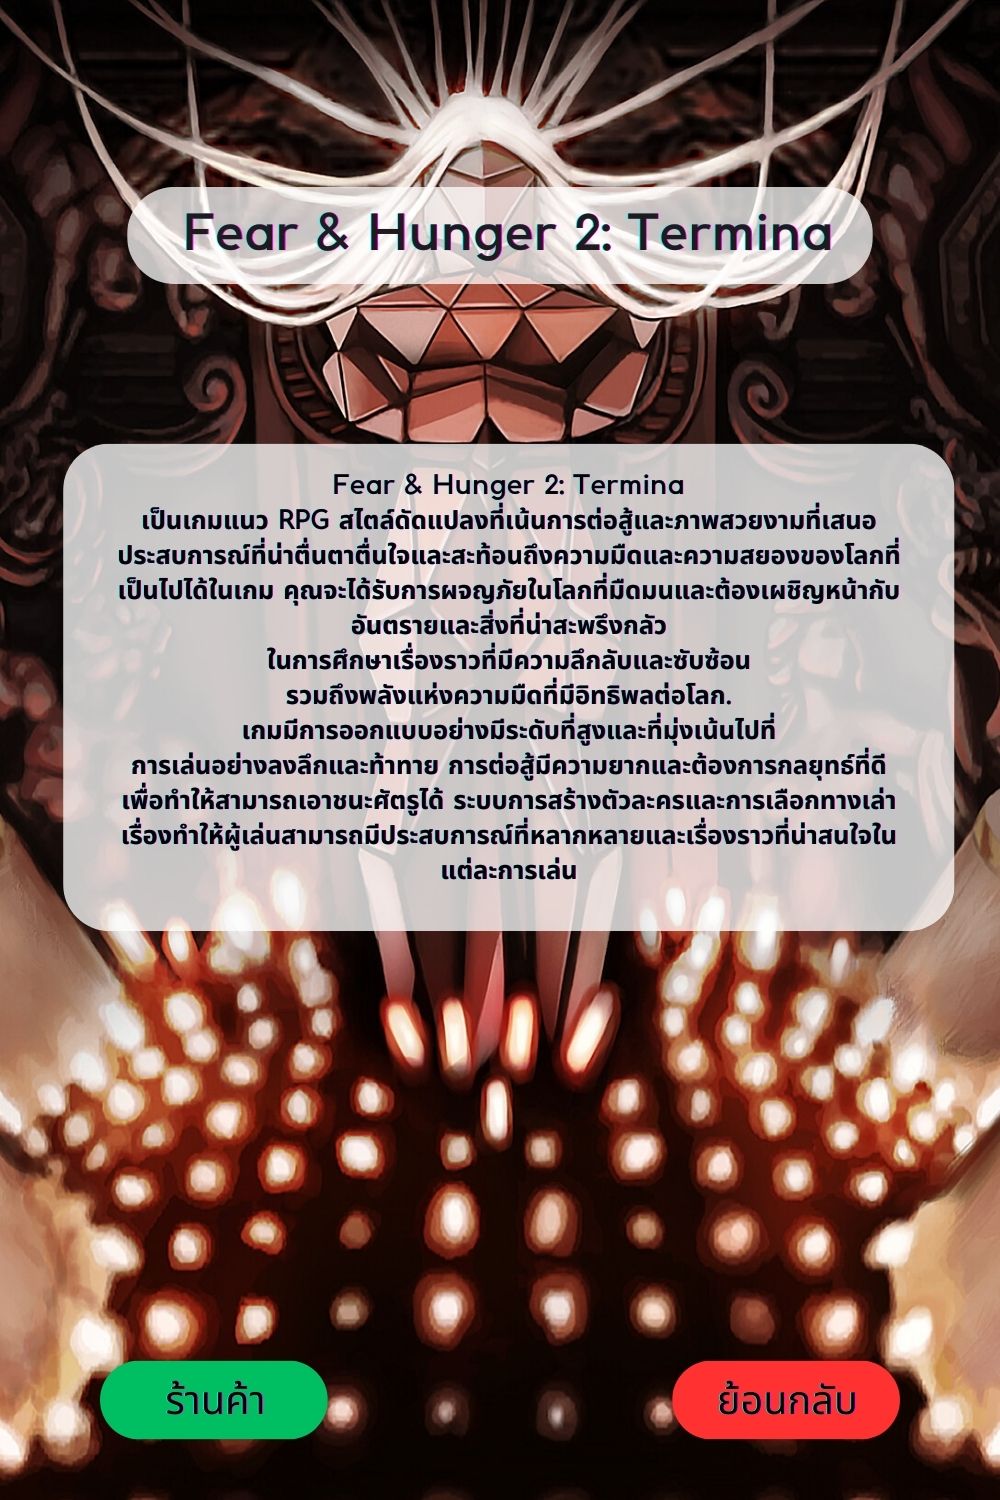 Fear & Hunger 2: Termina
Fear & Hunger 2: Termina
เป็นเกมแนว RPG สไตล์ดัดแปลงที่เน้นการต่อสู้และภาพสวยงามที่เสนอ
ประสบการณ์ที่น่าตื่นตาตื่นใจและสะท้อนถึงความมืดและความสยองของโลกที่
เป็นไปได้ในเกม คุณจะได้รับการผจญภัยในโลกที่มืดมนและต้องเผชิญหน้ากับ
อันตรายและสิ่งที่น่าสะพรึงกลัว
ในการศึกษาเรื่องราวที่มีความลึกลับและซับซ้อน
รวมถึงพลังแห่งความมืดที่มีอิทธิพลต่อโลก.
เกมมีการออกแบบอย่างมีระดับที่สูงและที่มุ่งเน้นไปที่
การเล่นอย่างลงลึกและท้าทาย การต่อสู้มีความยากและต้องการกลยุทธ์ที่ดี
เพื่อทำให้สามารถเอาชนะศัตรูได้ ระบบการสร้างตัวละครและการเลือกทางเล่า
เรื่องทำให้ผู้เล่นสามารถมีประสบการณ์ที่หลากหลายและเรื่องราวที่น่าสนใจใน
แต่ละการเล่น
ร้านค้า
ย้อนกลับ